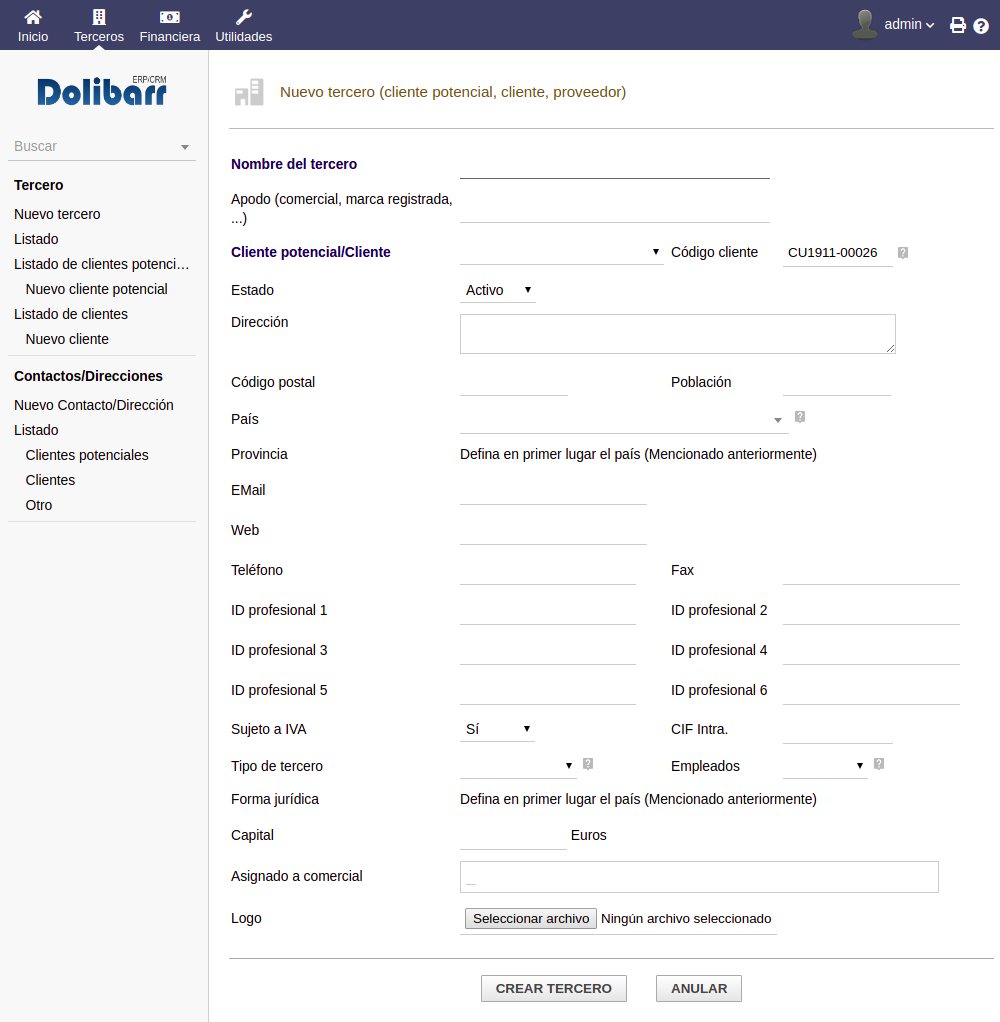 Inicio Terceros Financiera Utilidades admin
ERP/CRM
Dolibarr
Nuevo tercero (cliente potencial, cliente, proveedor)
Buscar
Tercero
Nuevo tercero
Listado
Listado de clientes potenci…
Nuevo cliente potencial
Listado de clientes
Nuevo cliente
Contactos/Direcciones
Nuevo Contacto/Dirección
Listado
Clientes potenciales
Clientes
Otro
Nombre del tercero
Apodo (comercial, marca registrada,
...)
Cliente potencial/Cliente Código cliente CU1911-00026 ?
Estado Activo
Dirección
Código postal Población
País ?
Provincia Defina en primer lugar el país (Mencionado anteriormente)
EMail
Web
Teléfono Fax
ID profesional 1 ID profesional 2
ID profesional 3 ID profesional 4
ID profesional 5 ID profesional 6
Sujeto a IVA Sí CIF Intra.
Tipo de tercero ? Empleados ?
Forma jurídica Defina en primer lugar el país (Mencionado anteriormente)
Capital Euros
Asignado a comercial
Logo Seleccionar archivo Ningún archivo seleccionado
CREAR TERCERO ANULAR